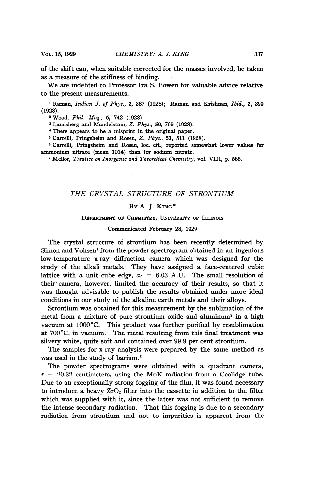 VOL. 15, 1929 CHEMISTRY: A. J. KING 337
of the shift can, when suitable corrected for the masses involved, be taken
as a measure of the stiffness of binding.
We are indebted to Professor Ira S. Bowen for valuable advice relative
to the present measurements.
¹ Raman, Indian J. of Phys., 2, 387 (1928); Raman and Krishnan, Ibid., 2, 399
(1928).
² Wood, Phil. Mag., 6, 743 (1928).
³ Landsberg and Mandelstam, Z. Phys., 50, 769 (1928).
⁴ There appears to be a misprint in the original paper.
⁵ Carrelli, Pringsheim and Rosen, Z. Phys., 51, 511 (1928).
⁶ Carrelli, Pringsheim and Rosen, loc. cit., reported somewhat lower values for
ammonium nitrate (mean 1034) than for sodium nitrate.
⁷ Mellor, Treatise on Inorganic and Theoretical Chemistry, vol. VIII, p. 666.
THE CRYSTAL STRUCTURE OF STRONTIUM
BY A. J. KING*
DEPARTMENT OF CHEMISTRY, UNIVERSITY OF ILLINOIS
Communicated February 28, 1929
The crystal structure of strontium has been recently determined by
Simon and Vohsen¹ from the powder spectrogram obtained in an ingenious
low-temperature x-ray diffraction camera which was designed for the
study of the alkali metals. They have assigned a face-centered cubic
lattice with a unit cube edge, a₀ = 6.03 Å U. The small resolution of
their camera, however, limited the accuracy of their results, so that it
was thought advisable to publish the results obtained under more ideal
conditions in our study of the alkaline earth metals and their alloys.
Strontium was obtained for this measurement by the sublimation of the
metal from a mixture of pure strontium oxide and aluminum² in a high
vacuum at 1000°C. This product was further purified by resublimation
at 700°C. in vacuum. The metal resulting from this final treatment was
silvery white, quite soft and contained over 99.9 per cent strontium.
The samples for x-ray analysis were prepared by the same method as
was used in the study of barium.³
The powder spectrograms were obtained with a quadrant camera,
r = 20.32 centimeters, using the MoK radiation from a Coolidge tube.
Due to an exceptionally strong fogging of the film, it was found necessary
to introduce a heavy ZrO₂ filter into the cassette in addition to the filter
which was supplied with it, since the latter was not sufficient to remove
the intense secondary radiation. That this fogging is due to a secondary
radiation from strontium and not to impurities is apparent from the